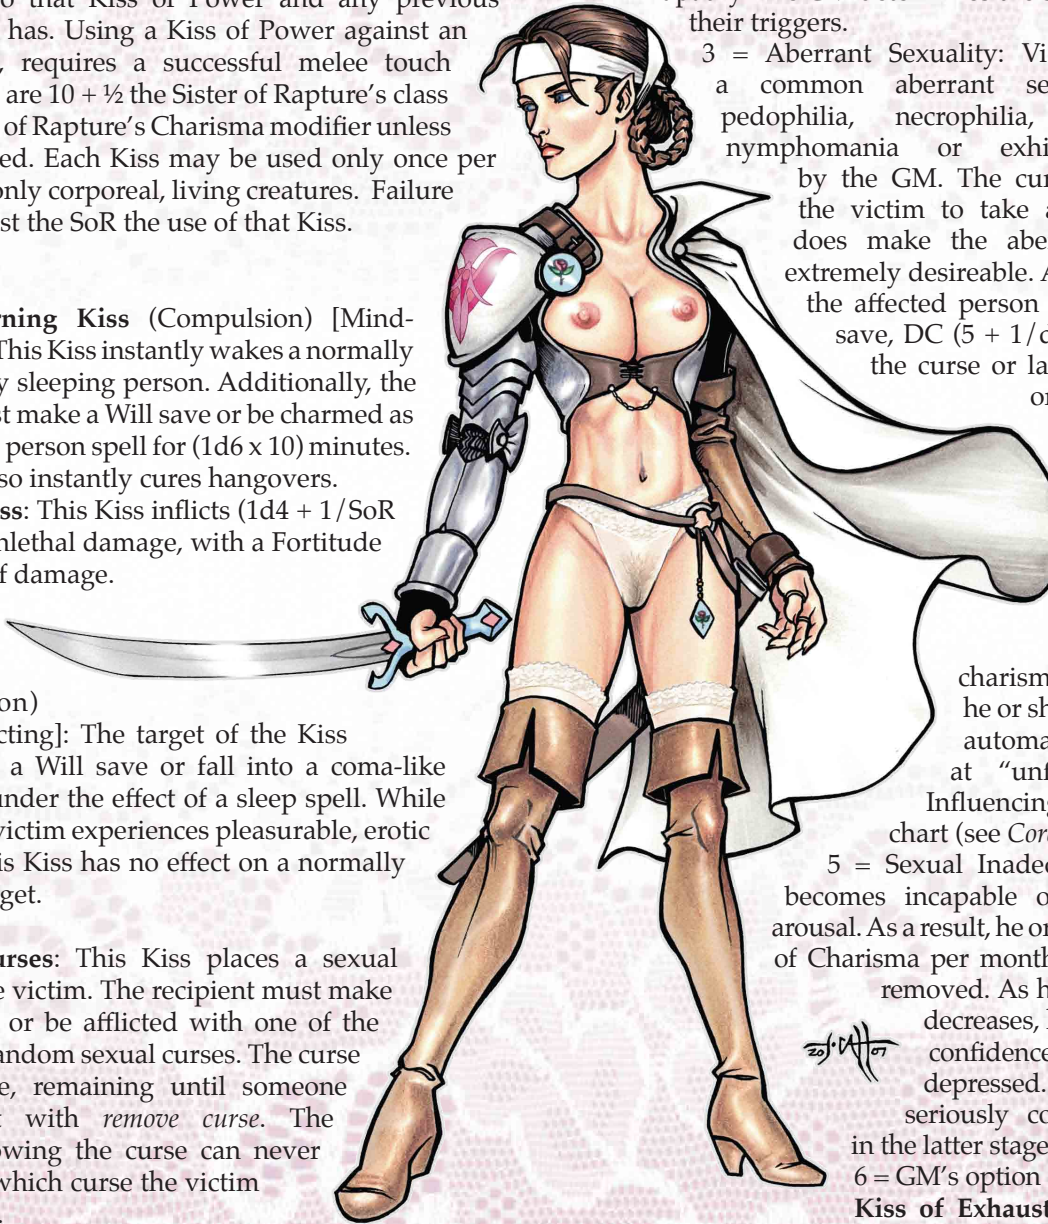 to that Kiss of Power and any previous
has. Using a Kiss of Power against an
, requires a successful melee touch
are 10 + ½ the Sister of Rapture's class
of Rapture's Charisma modifier unless
ed. Each Kiss may be used only once per
only corporeal, living creatures. Failure
st the SoR the use of that Kiss.
rning Kiss (Compulsion) [Mind-
This Kiss instantly wakes a normally
y sleeping person. Additionally, the
st make a Will save or be charmed as
person spell for (1d6 x 10) minutes.
so instantly cures hangovers.
iss: This Kiss inflicts (1d4 + 1/SoR
nlethal damage, with a Fortitude
f damage.
on)
cting]: The target of the Kiss
a Will save or fall into a coma-like
under the effect of a sleep spell. While
victim experiences pleasurable, erotic
is Kiss has no effect on a normally
get.
urses: This Kiss places a sexual
e victim. The recipient must make
or be afflicted with one of the
andom sexual curses. The curse
e, remaining until someone
t with remove curse. The
owing the curse can never
which curse the victim
their triggers.
3 = Aberrant Sexuality: Vi
a common aberrant se
pedophilia, necrophilia,
nymphomania or exhi
by the GM. The cur
the victim to take a
does make the abe
extremely desireable. A
the affected person
save, DC (5 + 1/d
the curse or la
or
charism
he or sh
automa
at "unf
Influencing
chart (see Cor
5 = Sexual Inade
becomes incapable o
arousal. As a result, he or
of Charisma per month
removed. As h
decreases, 
confidence
depressed.
seriously co
in the latter stage
6 = GM's option
Kiss of Exhaust